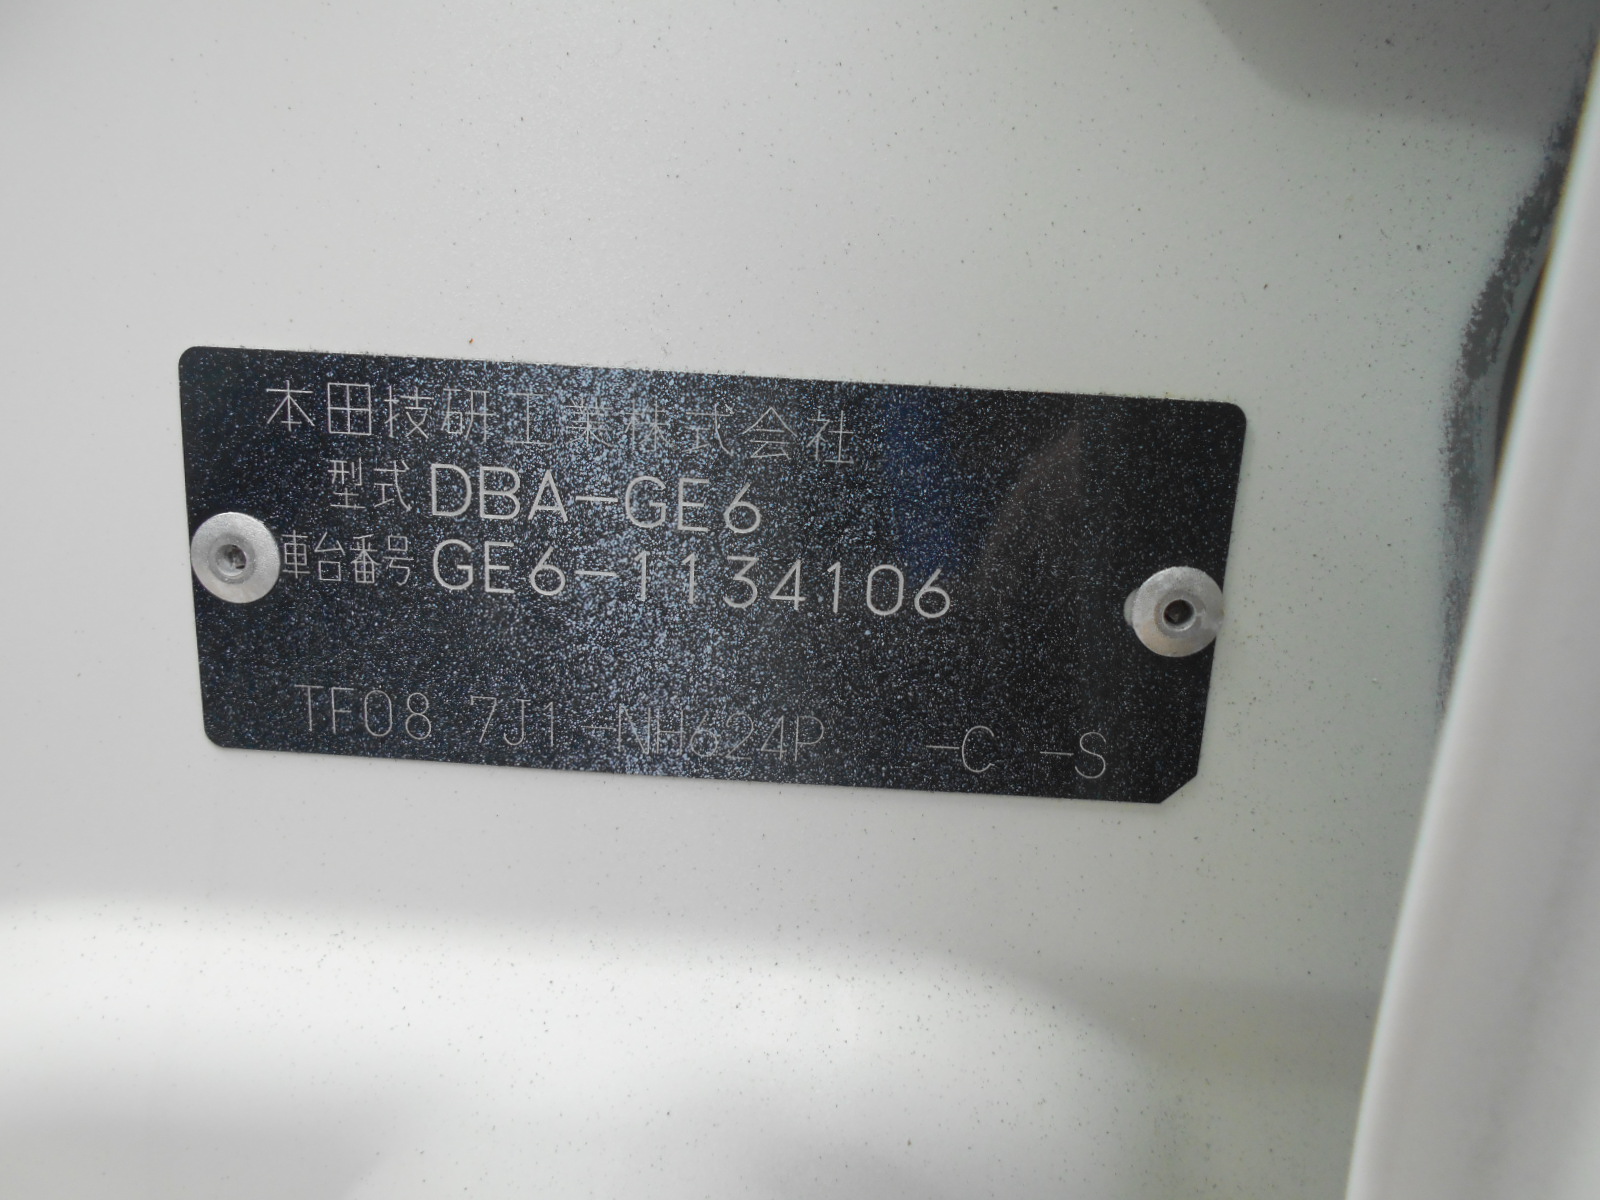 本田技研工業株式会社
型式 DBA-GE6
車台番号 GE6-1134106
TF08 7J1 -NH624P -C -S